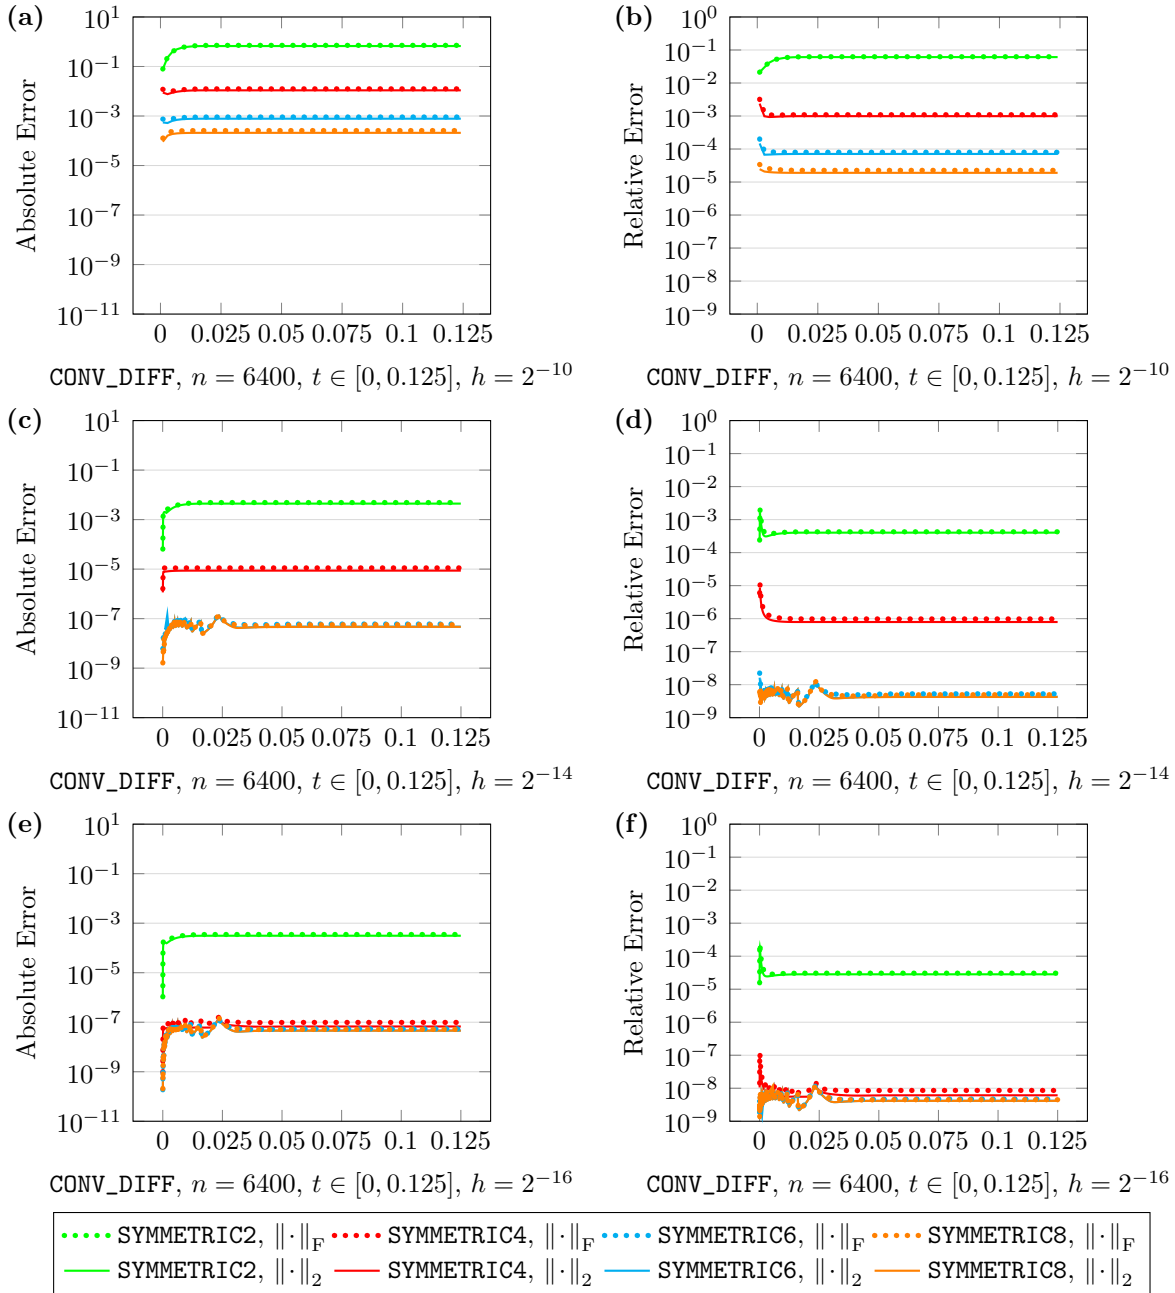 (a)
10^1
10^-1
10^-3
10^-5
10^-7
10^-9
10^-11
Absolute Error
0 0.025 0.05 0.075 0.1 0.125
CONV_DIFF, n = 6400, t ∈ [0, 0.125], h = 2^-10
(b)
10^0
10^-1
10^-2
10^-3
10^-4
10^-5
10^-6
10^-7
10^-8
10^-9
Relative Error
0 0.025 0.05 0.075 0.1 0.125
CONV_DIFF, n = 6400, t ∈ [0, 0.125], h = 2^-10
(c)
10^1
10^-1
10^-3
10^-5
10^-7
10^-9
10^-11
Absolute Error
0 0.025 0.05 0.075 0.1 0.125
CONV_DIFF, n = 6400, t ∈ [0, 0.125], h = 2^-14
(d)
10^0
10^-1
10^-2
10^-3
10^-4
10^-5
10^-6
10^-7
10^-8
10^-9
Relative Error
0 0.025 0.05 0.075 0.1 0.125
CONV_DIFF, n = 6400, t ∈ [0, 0.125], h = 2^-14
(e)
10^1
10^-1
10^-3
10^-5
10^-7
10^-9
10^-11
Absolute Error
0 0.025 0.05 0.075 0.1 0.125
CONV_DIFF, n = 6400, t ∈ [0, 0.125], h = 2^-16
(f)
10^0
10^-1
10^-2
10^-3
10^-4
10^-5
10^-6
10^-7
10^-8
10^-9
Relative Error
0 0.025 0.05 0.075 0.1 0.125
CONV_DIFF, n = 6400, t ∈ [0, 0.125], h = 2^-16
SYMMETRIC2, ‖·‖_F SYMMETRIC4, ‖·‖_F SYMMETRIC6, ‖·‖_F SYMMETRIC8, ‖·‖_F
SYMMETRIC2, ‖·‖_2 SYMMETRIC4, ‖·‖_2 SYMMETRIC6, ‖·‖_2 SYMMETRIC8, ‖·‖_2